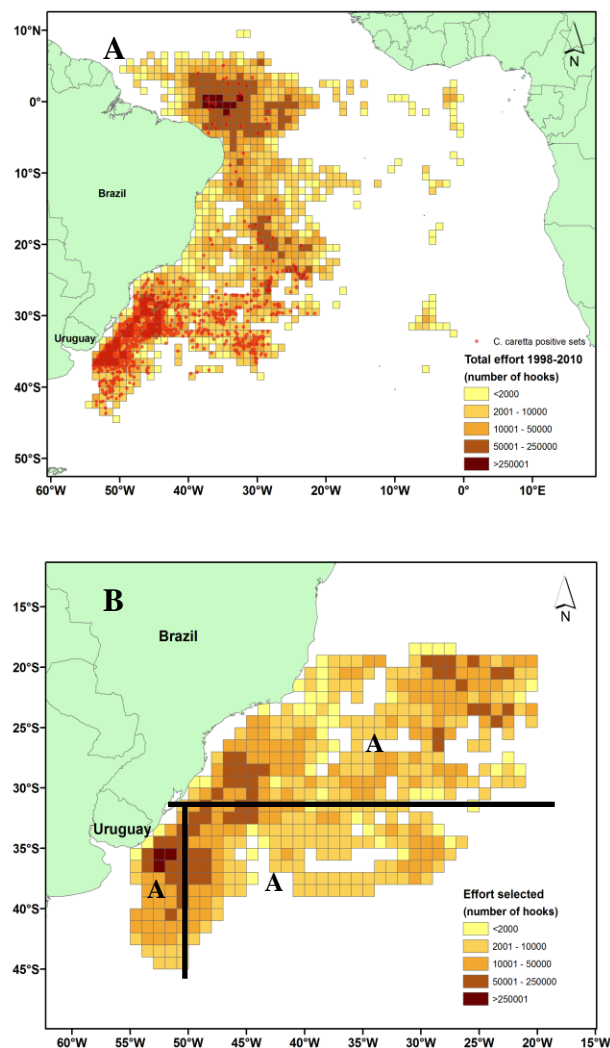 A
10°N
0°
10°S
20°S
30°S
40°S
50°S
N
Brazil
Uruguay
C. caretta positive sets
Total effort 1998-2010
(number of hooks)
<2000
2001 - 10000
10001 - 50000
50001 - 250000
>250001
60°W 50°W 40°W 30°W 20°W 10°W 0° 10°E
B
15°S
20°S
25°S
30°S
35°S
40°S
45°S
N
Brazil
A
Uruguay
A
A
Effort selected
(number of hooks)
<2000
2001 - 10000
10001 - 50000
50001 - 250000
>250001
60°W 55°W 50°W 45°W 40°W 35°W 30°W 25°W 20°W 15°W